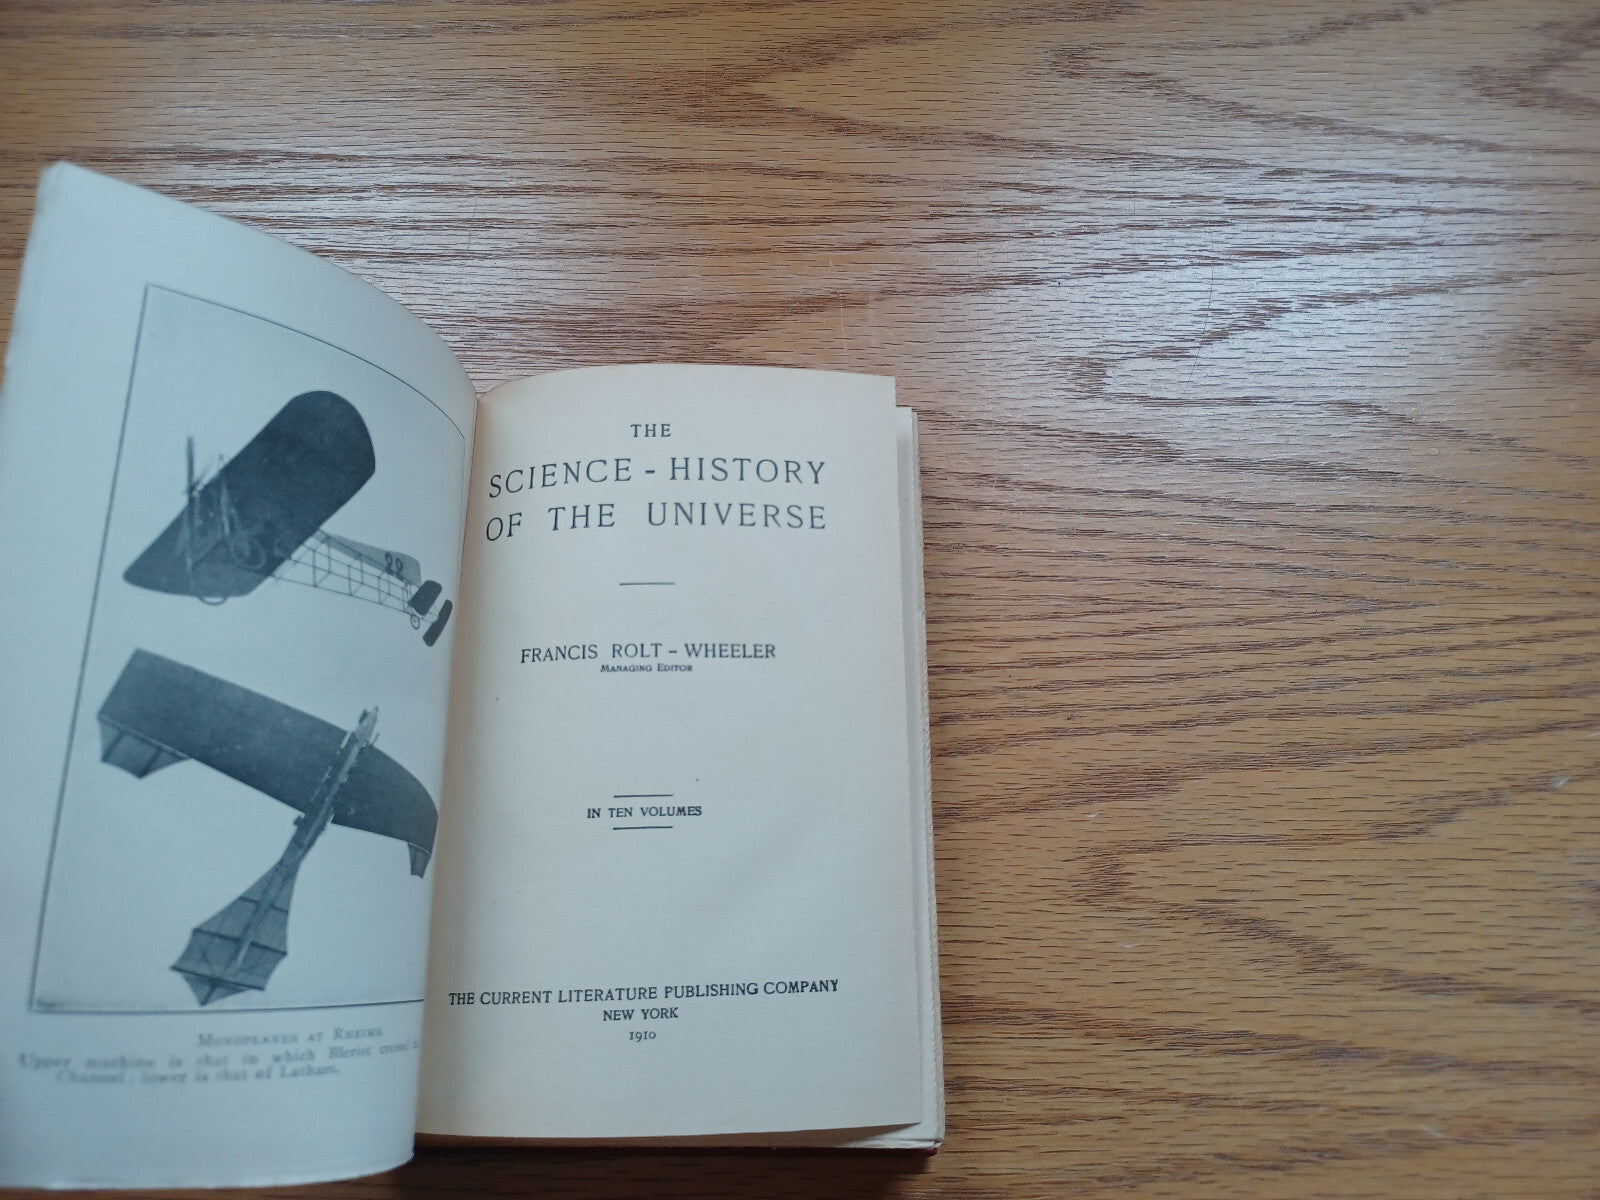 22
MONOPLANES AT RHEIMS.
Upper machine is that in which Bleriot crossed
Channel; lower is that of Latham.
THE
SCIENCE - HISTORY
OF THE UNIVERSE
FRANCIS ROLT - WHEELER
MANAGING EDITOR
IN TEN VOLUMES
THE CURRENT LITERATURE PUBLISHING COMPANY
NEW YORK
1910